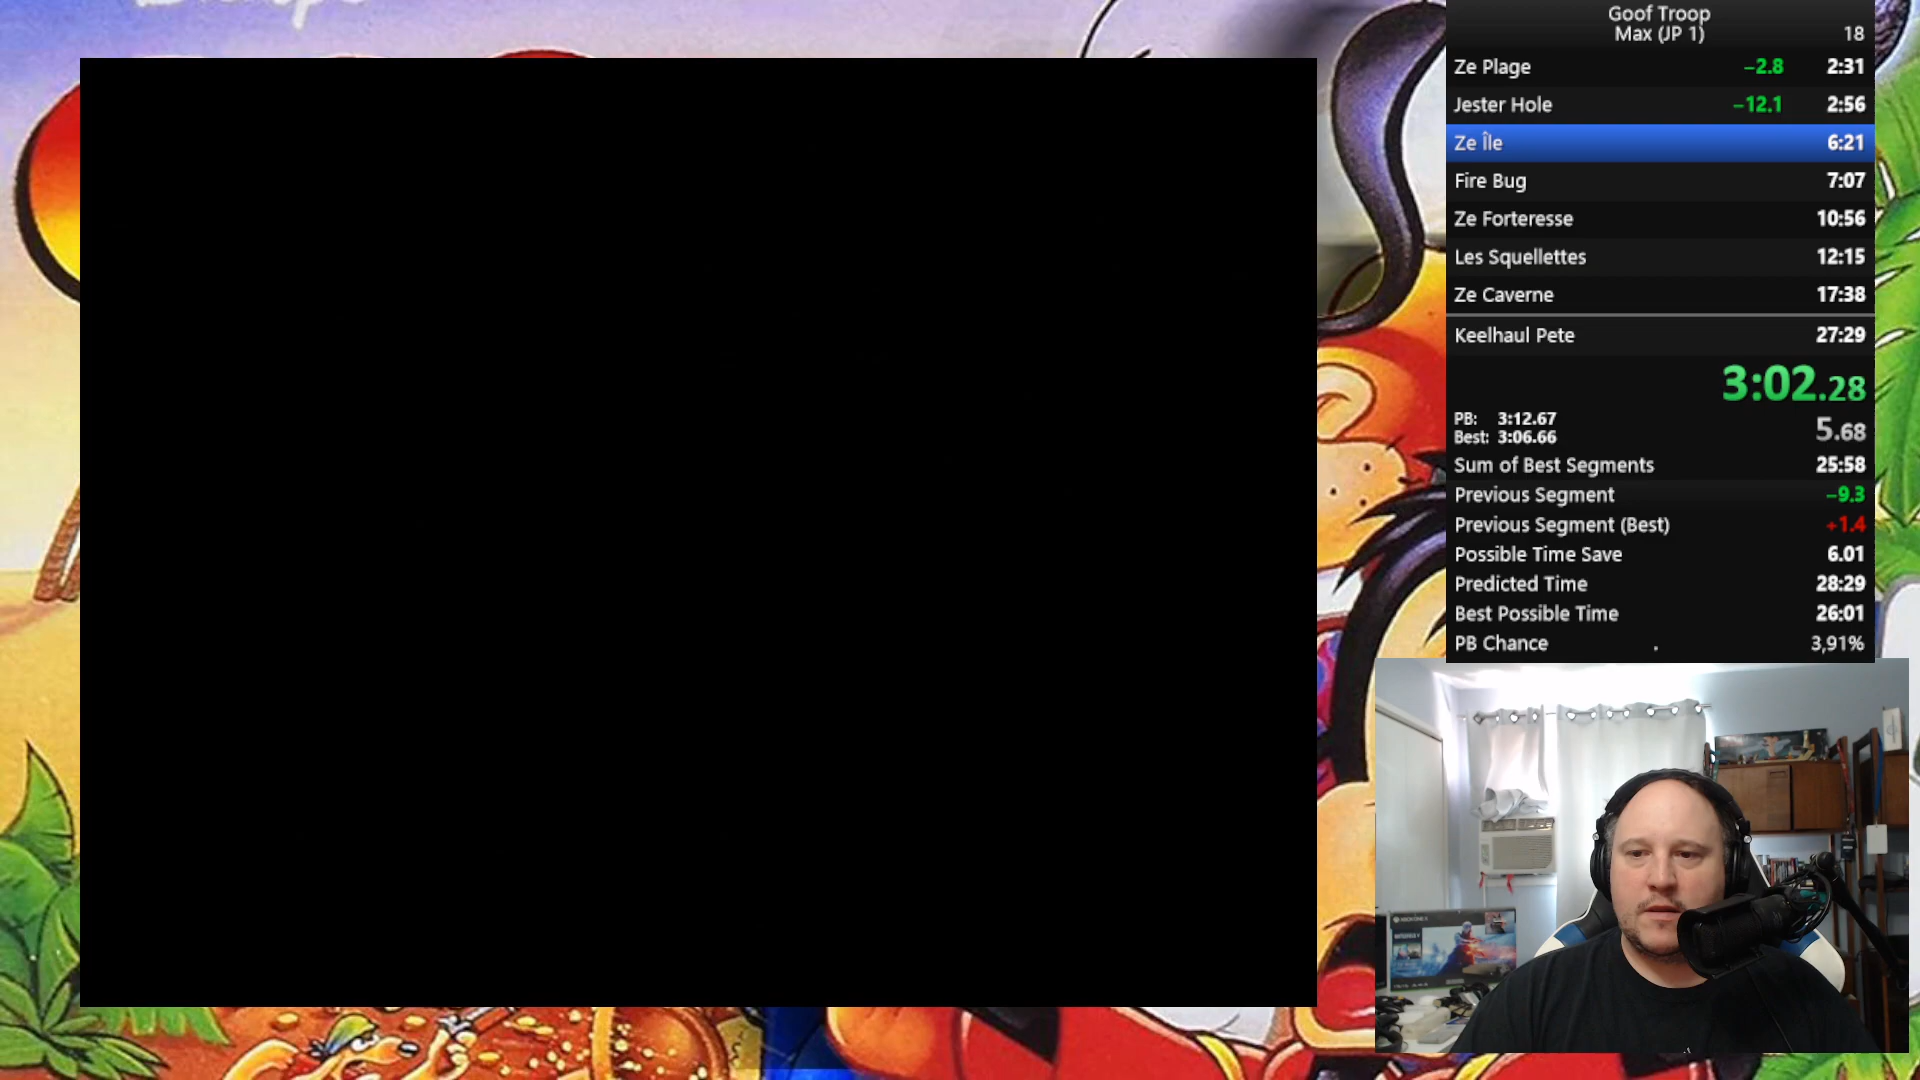 Goof Troop
Max (JP 1) 18
Ze Plage −2.8 2:31
Jester Hole −12.1 2:56
Ze Île 6:21
Fire Bug 7:07
Ze Forteresse 10:56
Les Squellettes 12:15
Ze Caverne 17:38
Keelhaul Pete 27:29
3:02.28
PB: 3:12.67
Best: 3:06.66
5.68
Sum of Best Segments 25:58
Previous Segment −9.3
Previous Segment (Best) +1.4
Possible Time Save 6.01
Predicted Time 28:29
Best Possible Time 26:01
PB Chance 3,91%